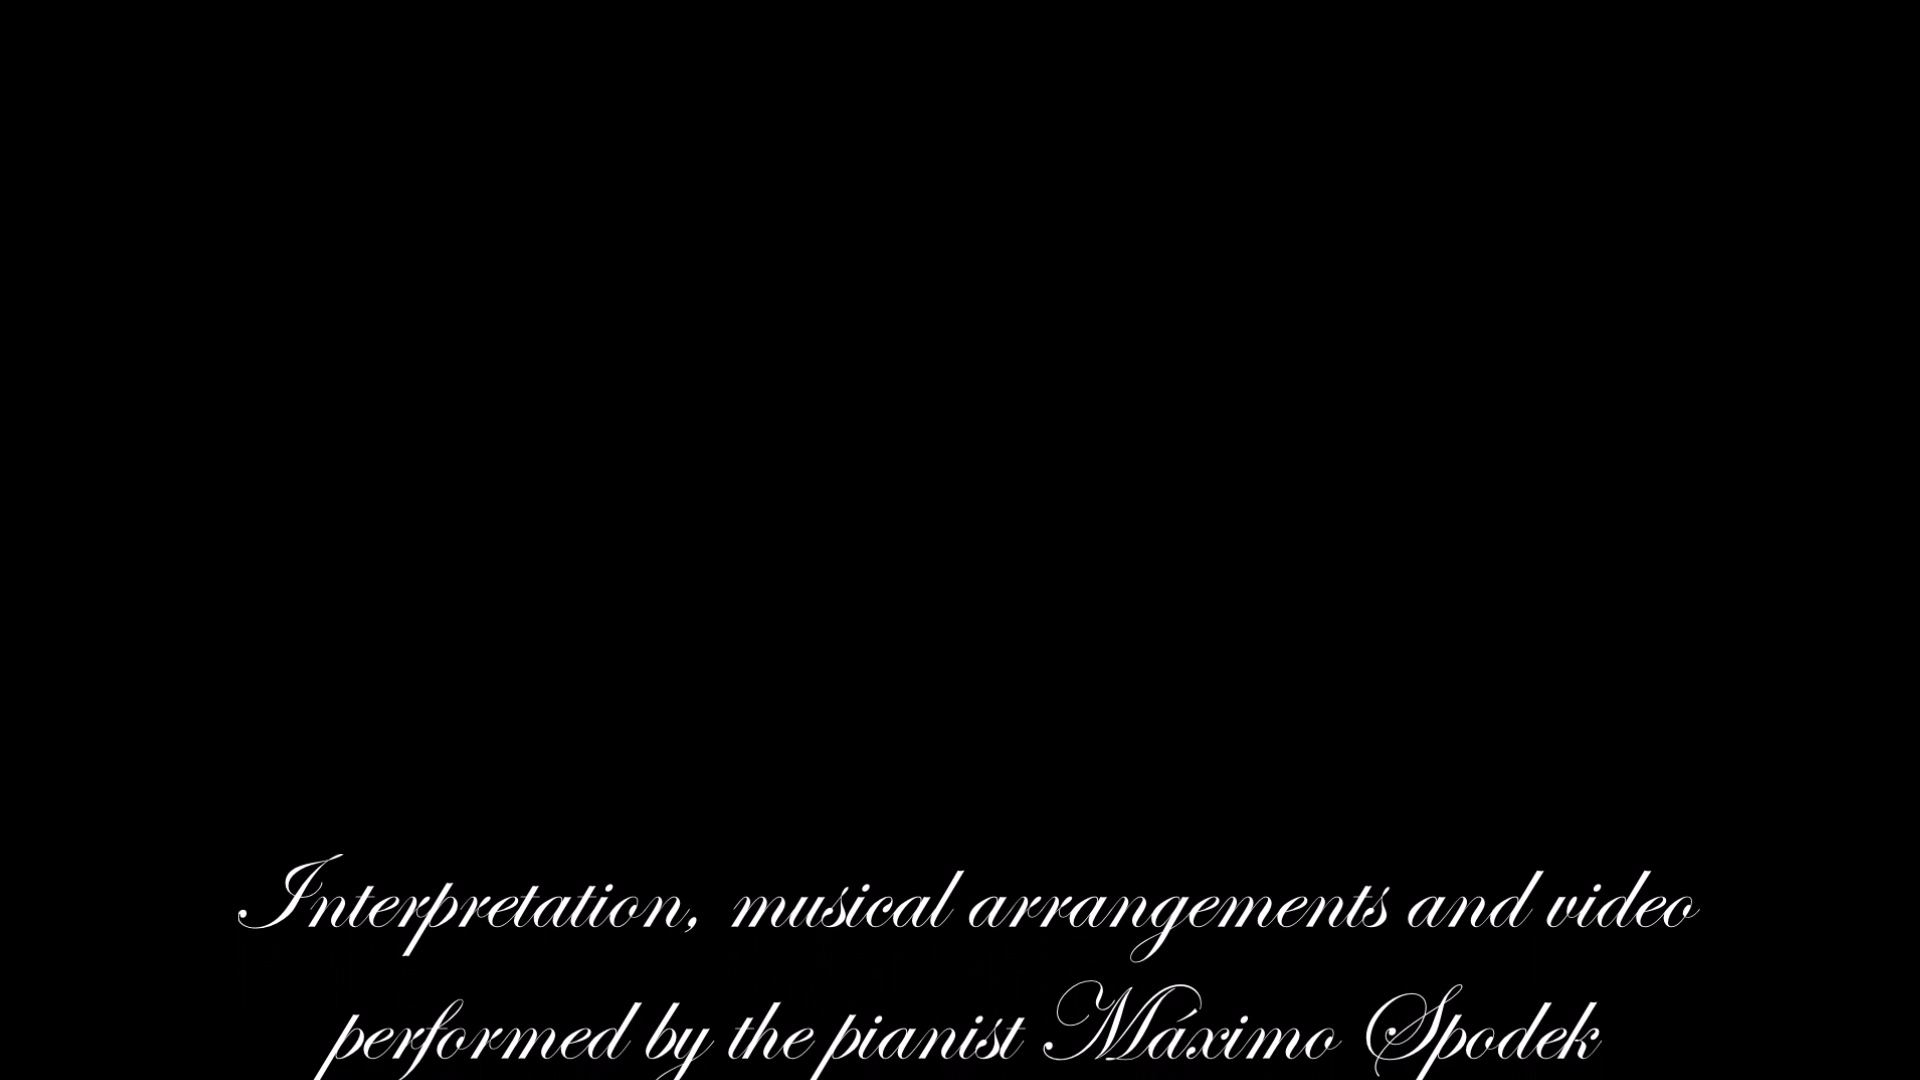 Interpretation, musical arrangements and video
performed by the pianist Máximo Spodek